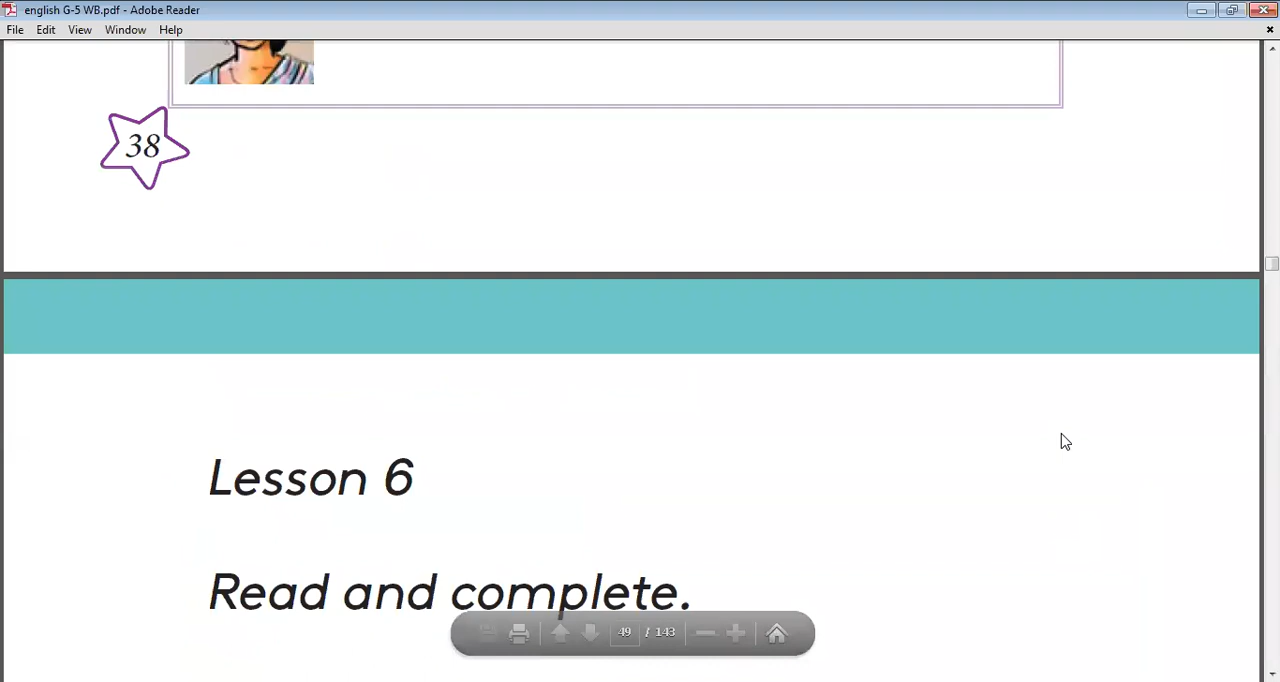 english G-5 WB.pdf - Adobe Reader
File Edit View Window Help
38
Lesson 6
Read and complete.
49 / 143